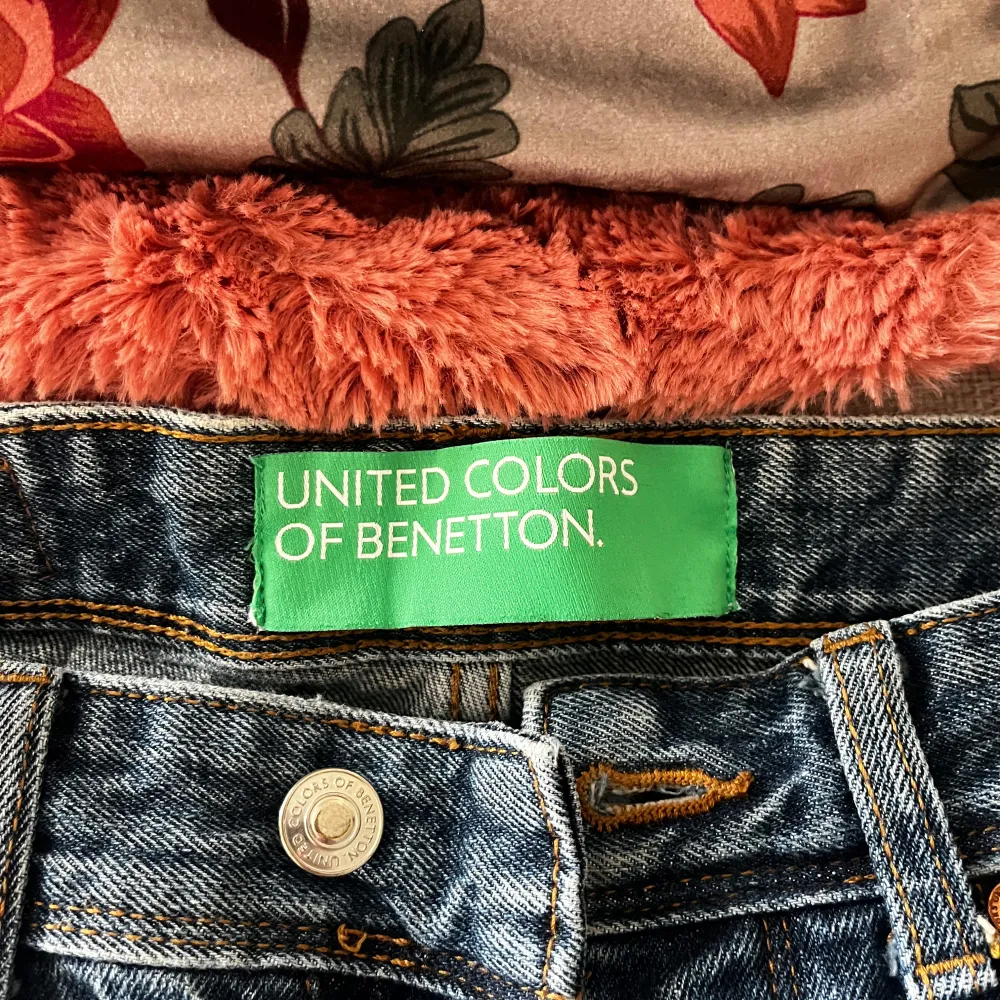 UNITED COLORS
OF BENETTON.
UNITED COLORS OF BENETTON.